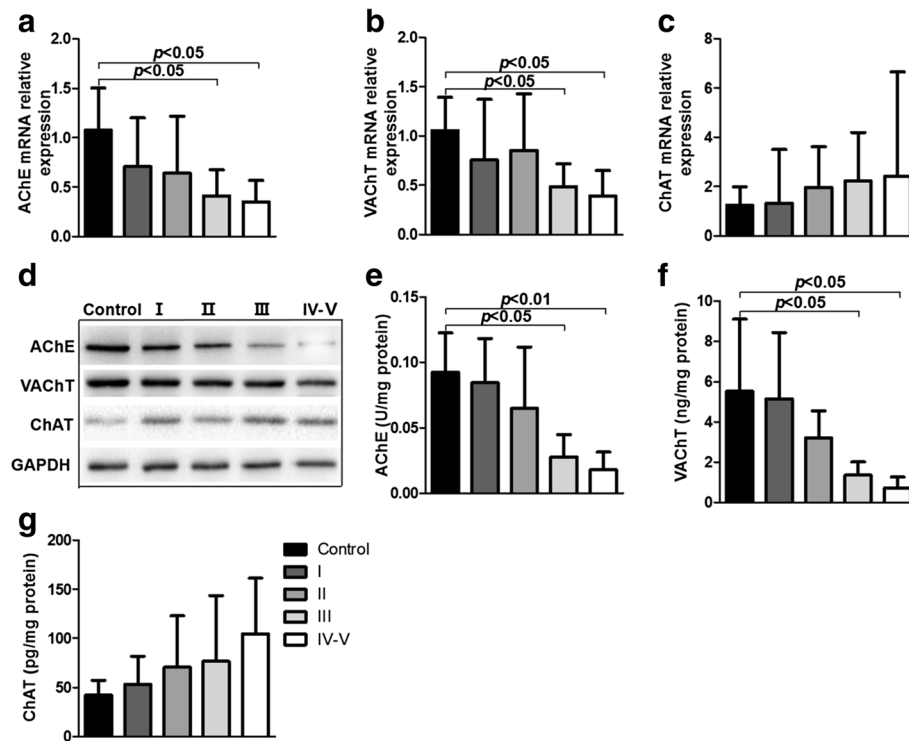 a
AChE mRNA relative
expression
2.0
1.5
1.0
0.5
0.0
p<0.05
p<0.05
b
VAChT mRNA relative
expression
2.0
1.5
1.0
0.5
0.0
p<0.05
p<0.05
c
ChAT mRNA relative
expression
8
6
4
2
0
d
Control I II III IV-V
AChE
VAChT
ChAT
GAPDH
e
AChE (U/mg protein)
0.15
0.10
0.05
0.00
p<0.01
p<0.05
f
VAChT (ng/mg protein)
10
8
6
4
2
0
p<0.05
p<0.05
g
ChAT (pg/mg protein)
200
150
100
50
0
Control
I
II
III
IV-V